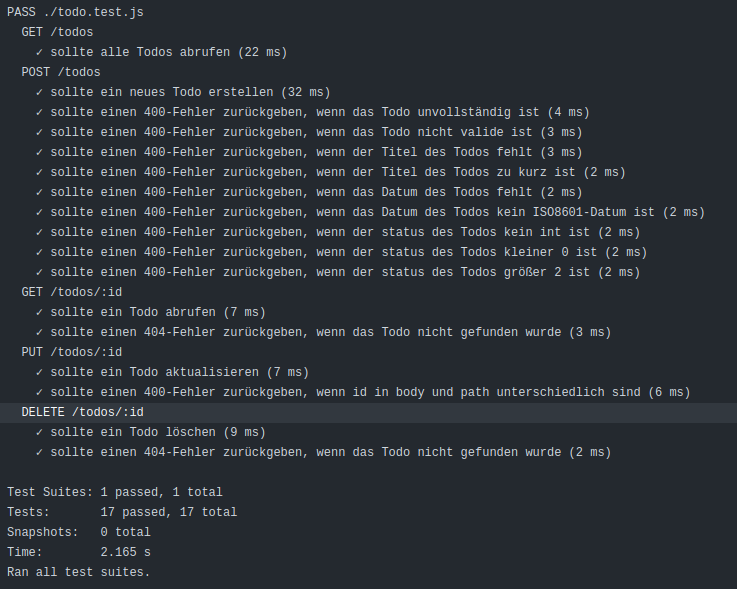 PASS ./todo.test.js
GET /todos
✓ sollte alle Todos abrufen (22 ms)
POST /todos
✓ sollte ein neues Todo erstellen (32 ms)
✓ sollte einen 400-Fehler zurückgeben, wenn das Todo unvollständig ist (4 ms)
✓ sollte einen 400-Fehler zurückgeben, wenn das Todo nicht valide ist (3 ms)
✓ sollte einen 400-Fehler zurückgeben, wenn der Titel des Todos fehlt (3 ms)
✓ sollte einen 400-Fehler zurückgeben, wenn der Titel des Todos zu kurz ist (2 ms)
✓ sollte einen 400-Fehler zurückgeben, wenn das Datum des Todos fehlt (2 ms)
✓ sollte einen 400-Fehler zurückgeben, wenn das Datum des Todos kein ISO8601-Datum ist (2 ms)
✓ sollte einen 400-Fehler zurückgeben, wenn der status des Todos kein int ist (2 ms)
✓ sollte einen 400-Fehler zurückgeben, wenn der status des Todos kleiner 0 ist (2 ms)
✓ sollte einen 400-Fehler zurückgeben, wenn der status des Todos größer 2 ist (2 ms)
GET /todos/:id
✓ sollte ein Todo abrufen (7 ms)
✓ sollte einen 404-Fehler zurückgeben, wenn das Todo nicht gefunden wurde (3 ms)
PUT /todos/:id
✓ sollte ein Todo aktualisieren (7 ms)
✓ sollte einen 400-Fehler zurückgeben, wenn id in body und path unterschiedlich sind (6 ms)
DELETE /todos/:id
✓ sollte ein Todo löschen (9 ms)
✓ sollte einen 404-Fehler zurückgeben, wenn das Todo nicht gefunden wurde (2 ms)
Test Suites: 1 passed, 1 total
Tests: 17 passed, 17 total
Snapshots: 0 total
Time: 2.165 s
Ran all test suites.